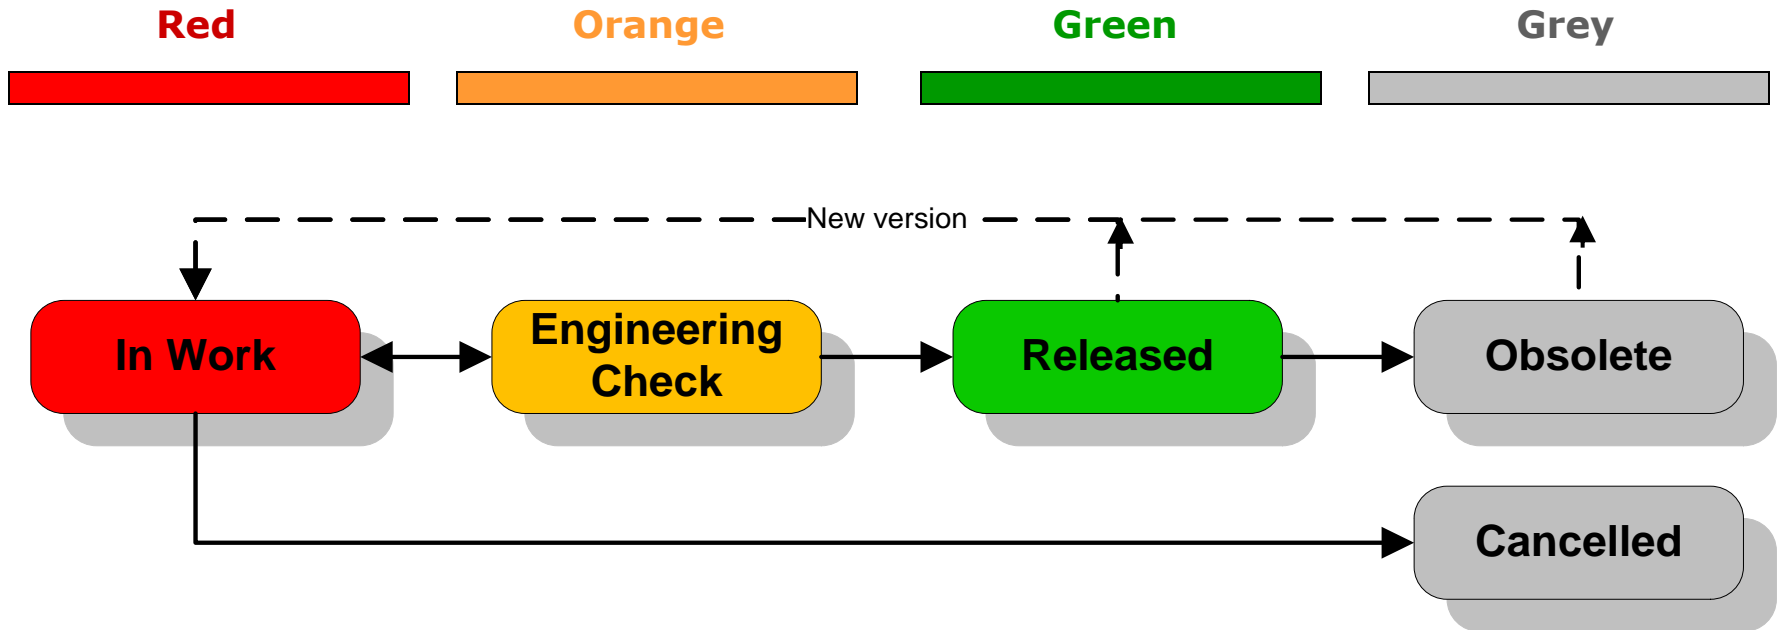 Red
Orange
Green
Grey
New version
In Work
Engineering
Check
Released
Obsolete
Cancelled